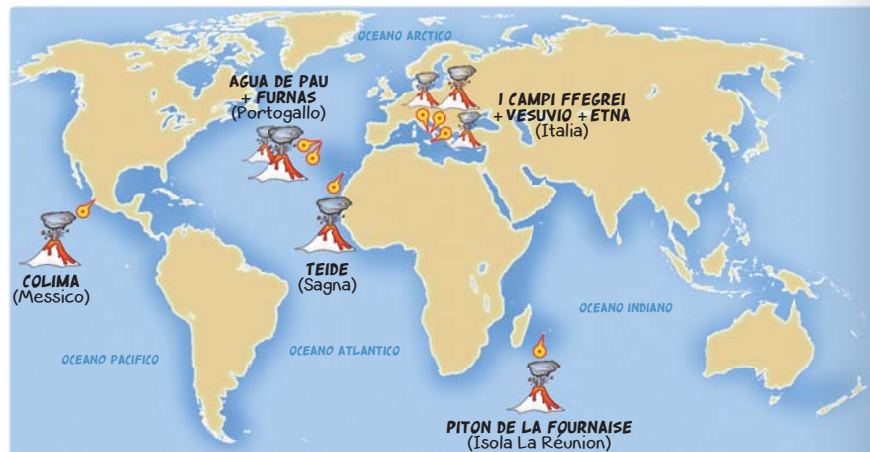 OCEANO ARCTICO
AGUA DE PAU
+ FURNAS
(Portogallo)
I CAMPI FFEGREI
+ VESUVIO + ETNA
(Italia)
COLIMA
(Messico)
TEIDE
(Sagna)
OCEANO INDIANO
OCEANO PACIFICO
OCEANO ATLANTICO
PITON DE LA FOURNAISE
(Isola La Réunion)